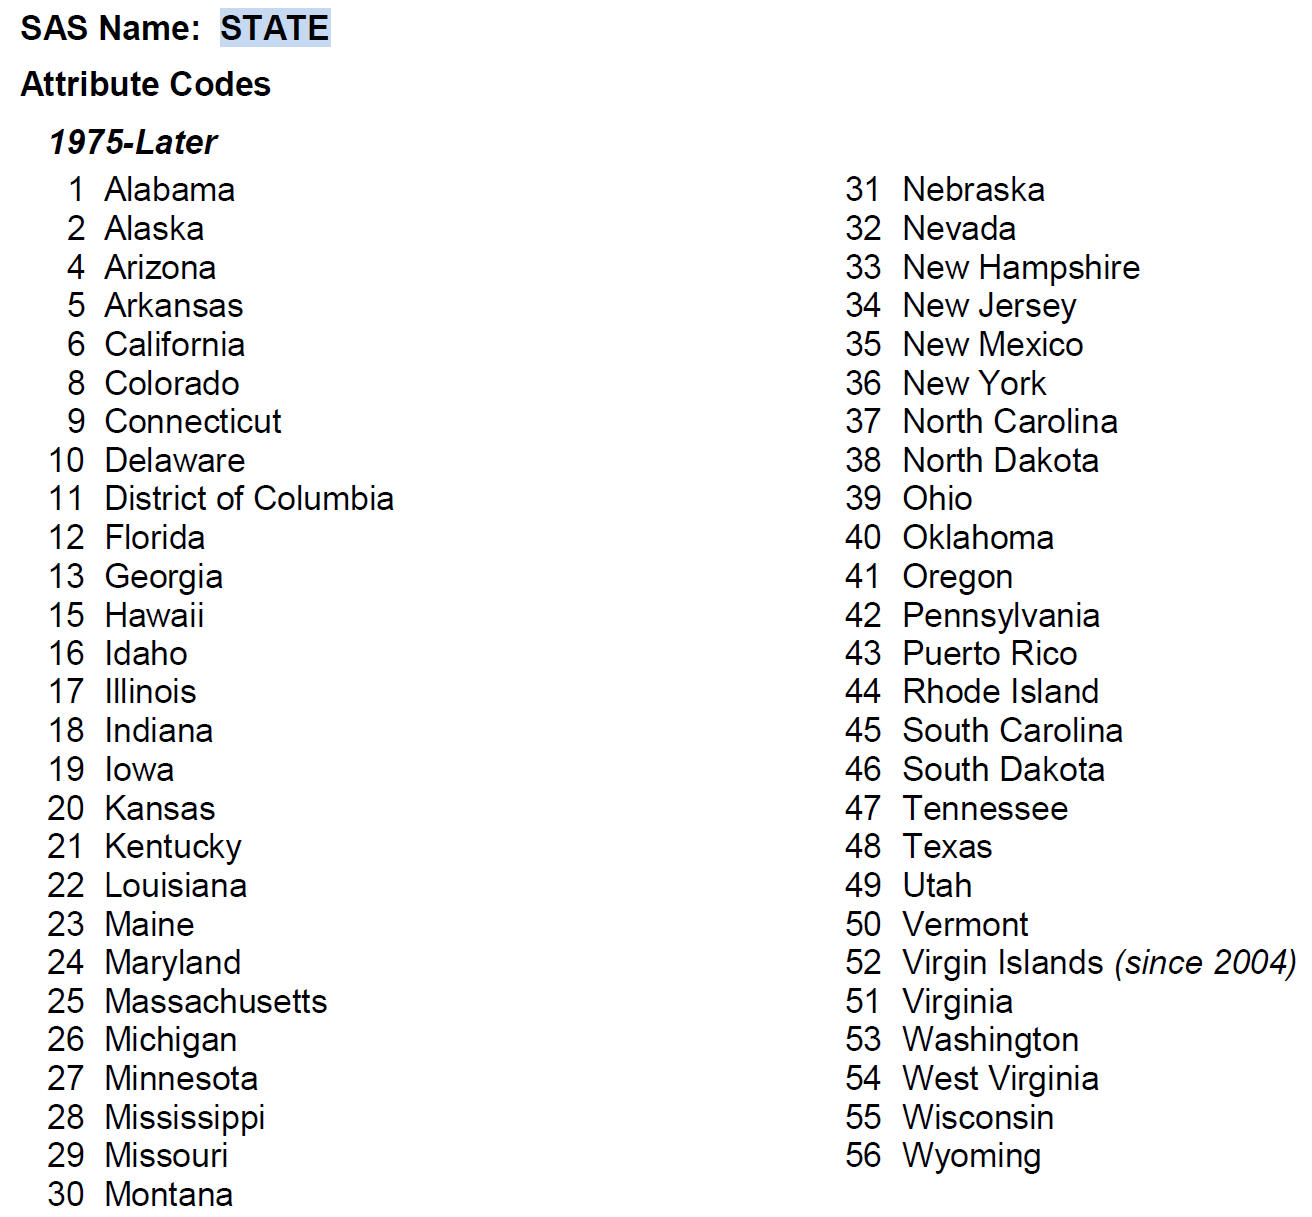 SAS Name: STATE
Attribute Codes
1975-Later
1 Alabama
2 Alaska
4 Arizona
5 Arkansas
6 California
8 Colorado
9 Connecticut
10 Delaware
11 District of Columbia
12 Florida
13 Georgia
15 Hawaii
16 Idaho
17 Illinois
18 Indiana
19 Iowa
20 Kansas
21 Kentucky
22 Louisiana
23 Maine
24 Maryland
25 Massachusetts
26 Michigan
27 Minnesota
28 Mississippi
29 Missouri
30 Montana
31 Nebraska
32 Nevada
33 New Hampshire
34 New Jersey
35 New Mexico
36 New York
37 North Carolina
38 North Dakota
39 Ohio
40 Oklahoma
41 Oregon
42 Pennsylvania
43 Puerto Rico
44 Rhode Island
45 South Carolina
46 South Dakota
47 Tennessee
48 Texas
49 Utah
50 Vermont
52 Virgin Islands (since 2004)
51 Virginia
53 Washington
54 West Virginia
55 Wisconsin
56 Wyoming